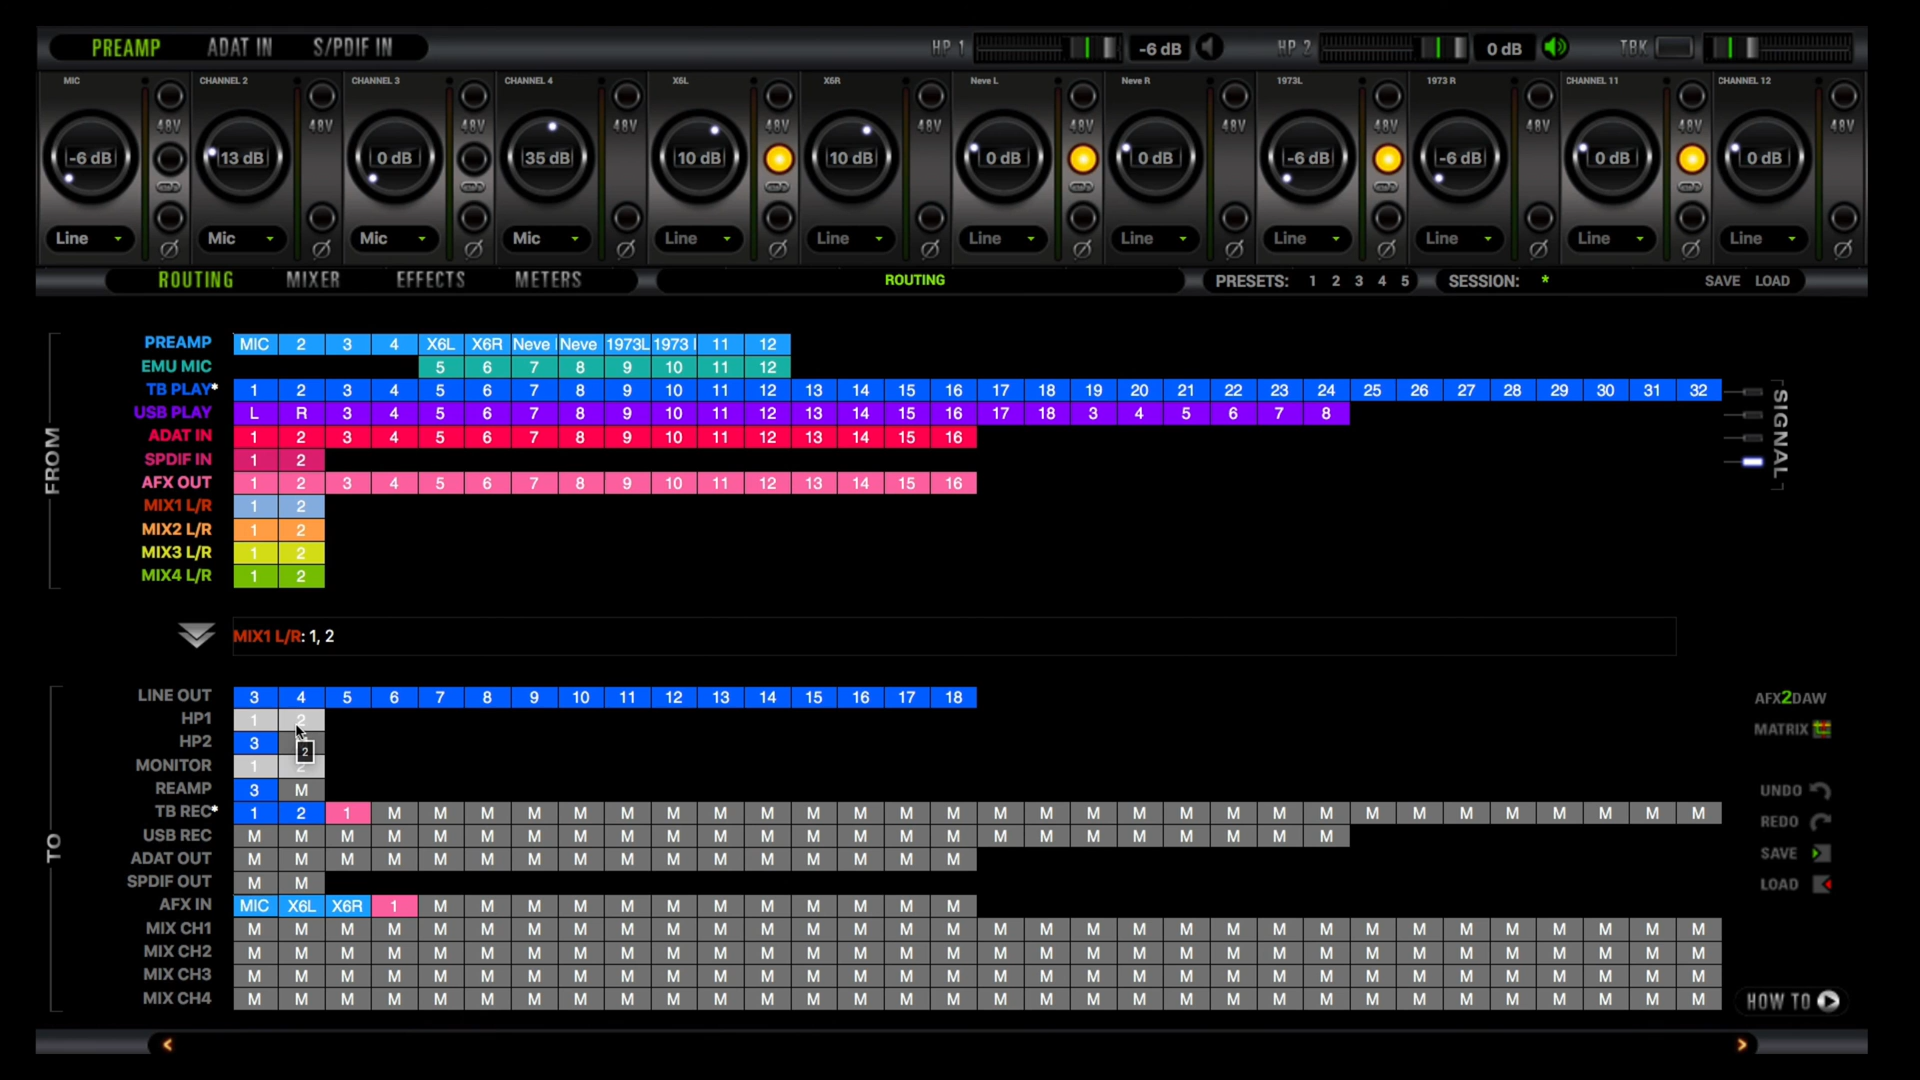 PREAMP ADAT IN S/PDIF IN HP 1 -6 dB HP 2 0 dB TBK
MIC CHANNEL 2 CHANNEL 3 CHANNEL 4 X6L X6R Neve L Neve R 1973L 1973 R CHANNEL 11 CHANNEL 12
48V 48V 48V 48V 48V 48V 48V 48V 48V 48V 48V 48V
-6 dB 13 dB 0 dB 35 dB 10 dB 10 dB 0 dB 0 dB -6 dB -6 dB 0 dB 0 dB
Line Mic Mic Mic Line Line Line Line Line Line Line Line
ROUTING MIXER EFFECTS METERS ROUTING PRESETS: 1 2 3 4 5 SESSION: * SAVE LOAD
FROM
PREAMP MIC 2 3 4 X6L X6R Neve Neve 1973L 1973 11 12
EMU MIC 5 6 7 8 9 10 11 12
TB PLAY* 1 2 3 4 5 6 7 8 9 10 11 12 13 14 15 16 17 18 19 20 21 22 23 24 25 26 27 28 29 30 31 32
USB PLAY L R 3 4 5 6 7 8 9 10 11 12 13 14 15 16 17 18 3 4 5 6 7 8
ADAT IN 1 2 3 4 5 6 7 8 9 10 11 12 13 14 15 16
SPDIF IN 1 2
AFX OUT 1 2 3 4 5 6 7 8 9 10 11 12 13 14 15 16
MIX1 L/R 1 2
MIX2 L/R 1 2
MIX3 L/R 1 2
MIX4 L/R 1 2
SIGNAL
MIX1 L/R: 1, 2
TO
LINE OUT 3 4 5 6 7 8 9 10 11 12 13 14 15 16 17 18
HP1 1 2
HP2 3
2
MONITOR 1 2
REAMP 3 M
TB REC* 1 2 1 M M M M M M M M M M M M M M M M M M M M M M M M M M M M M
USB REC M M M M M M M M M M M M M M M M M M M M M M M M
ADAT OUT M M M M M M M M M M M M M M M M
SPDIF OUT M M
AFX IN MIC X6L X6R 1 M M M M M M M M M M M M
MIX CH1 M M M M M M M M M M M M M M M M M M M M M M M M M M M M M M M M
MIX CH2 M M M M M M M M M M M M M M M M M M M M M M M M M M M M M M M M
MIX CH3 M M M M M M M M M M M M M M M M M M M M M M M M M M M M M M M M
MIX CH4 M M M M M M M M M M M M M M M M M M M M M M M M M M M M M M M M
AFX2DAW
MATRIX
UNDO
REDO
SAVE
LOAD
HOW TO